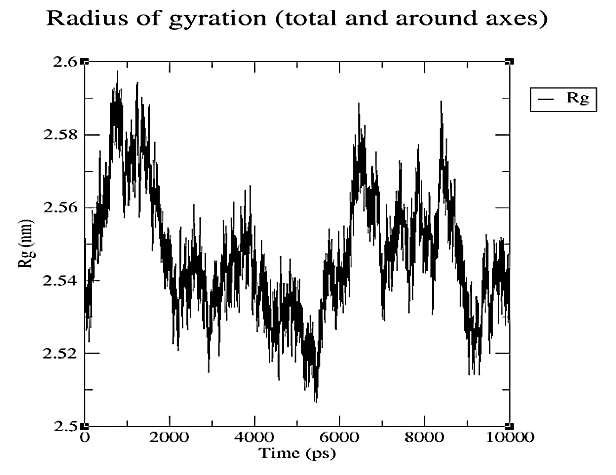 Radius of gyration (total and around axes)
2.6
2.58
2.56
2.54
2.52
2.5
Rg (nm)
0 2000 4000 6000 8000 10000
Time (ps)
Rg